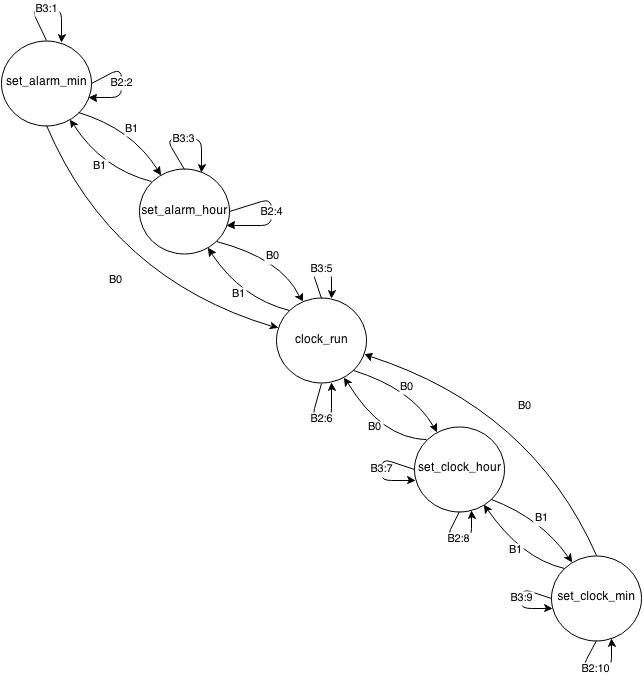 B3:1
set_alarm_min
B2:2
B1
B3:3
B1
set_alarm_hour
B2:4
B0
B3:5
B0
B1
clock_run
B0
B0
B2:6
B0
B3:7
set_clock_hour
B1
B2:8
B1
B3:9
set_clock_min
B2:10